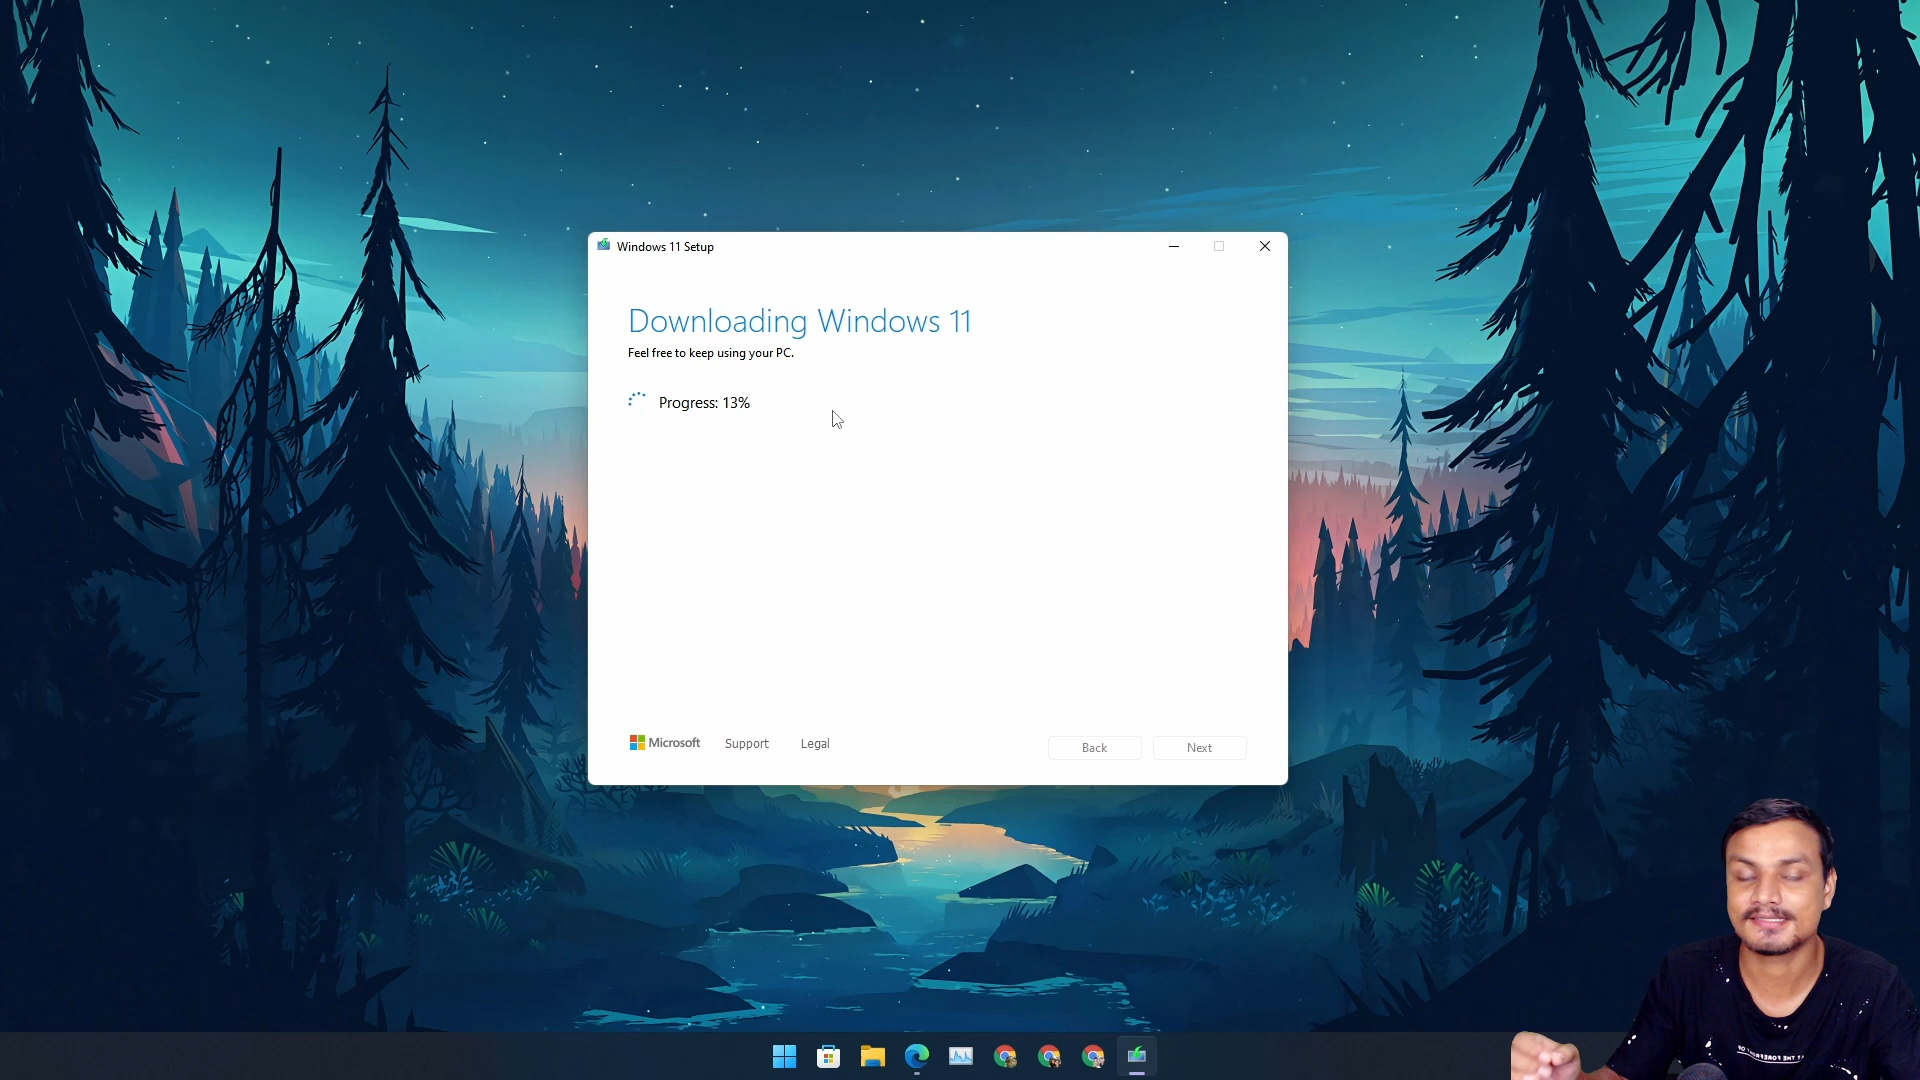 Windows 11 Setup
Downloading Windows 11
Feel free to keep using your PC.
Progress: 13%
Microsoft
Support
Legal
Back
Next